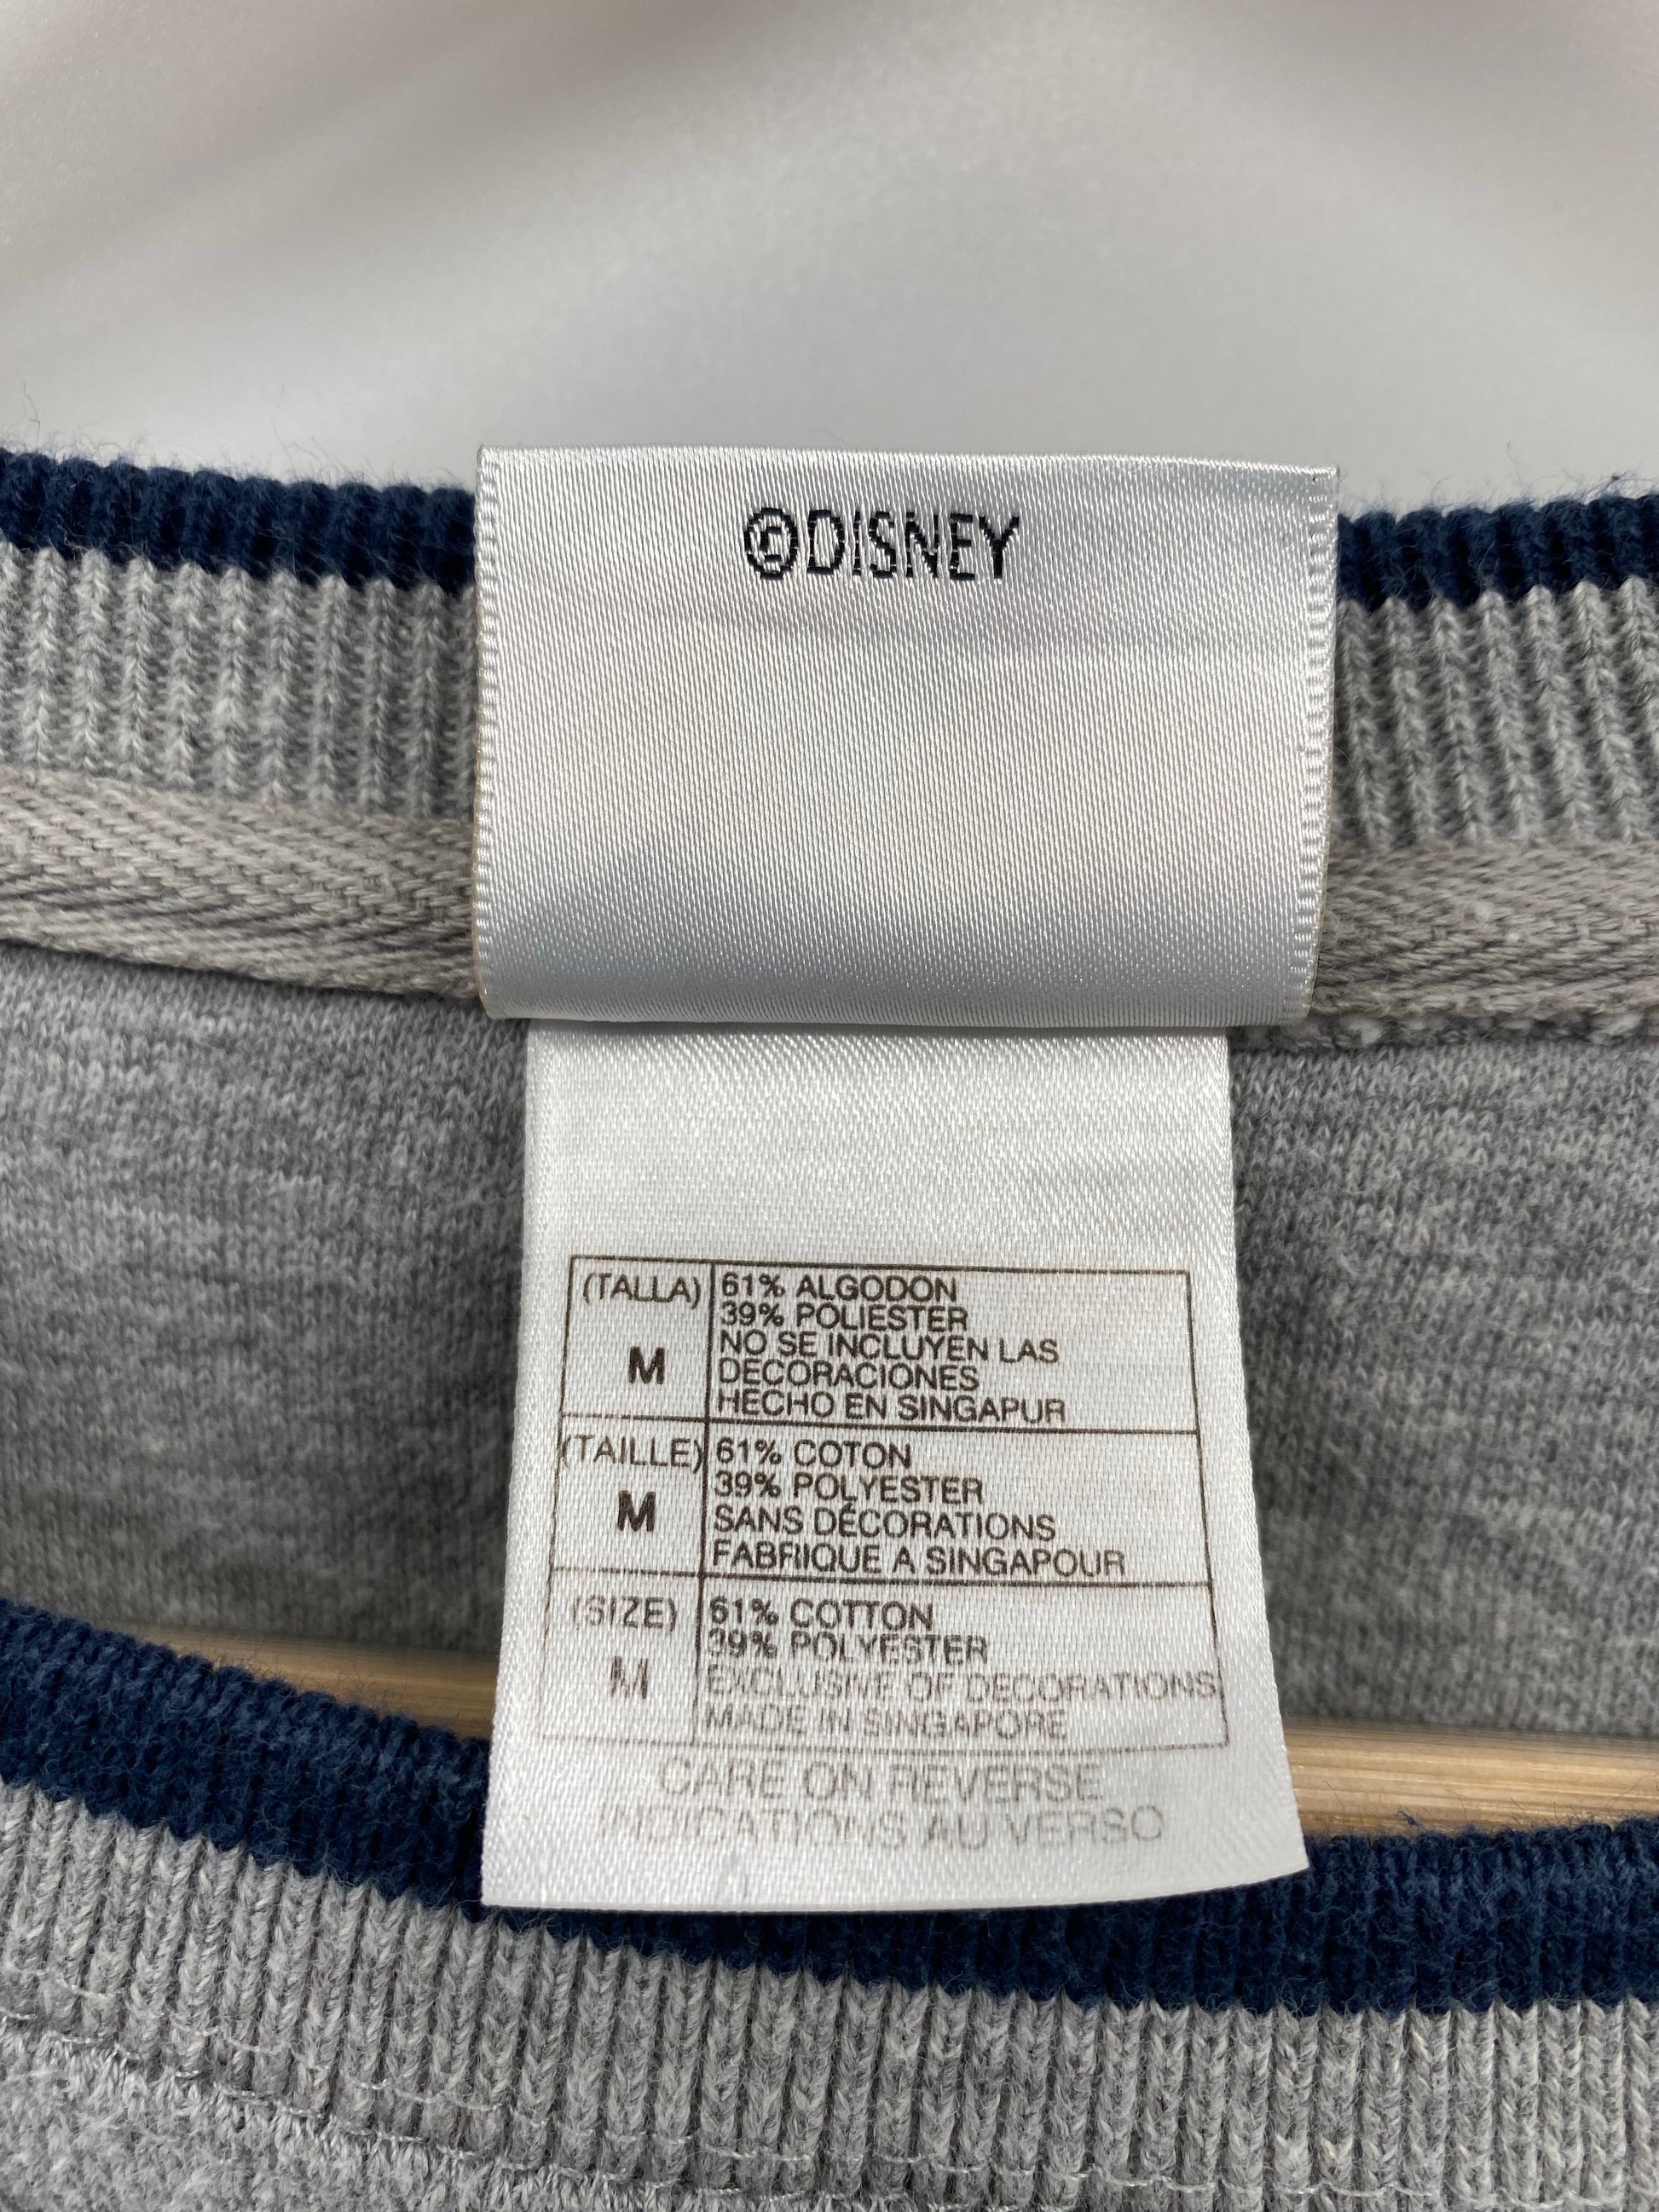 ©DISNEY
(TALLA)
M
61% ALGODON
39% POLIESTER
NO SE INCLUYEN LAS
DECORACIONES
HECHO EN SINGAPUR
(TAILLE)
M
61% COTON
39% POLYESTER
SANS DÉCORATIONS
FABRIQUE A SINGAPOUR
(SIZE)
M
61% COTTON
39% POLYESTER
EXCLUSIVE OF DECORATIONS
MADE IN SINGAPORE
CARE ON REVERSE
INDICATIONS AU VERSO